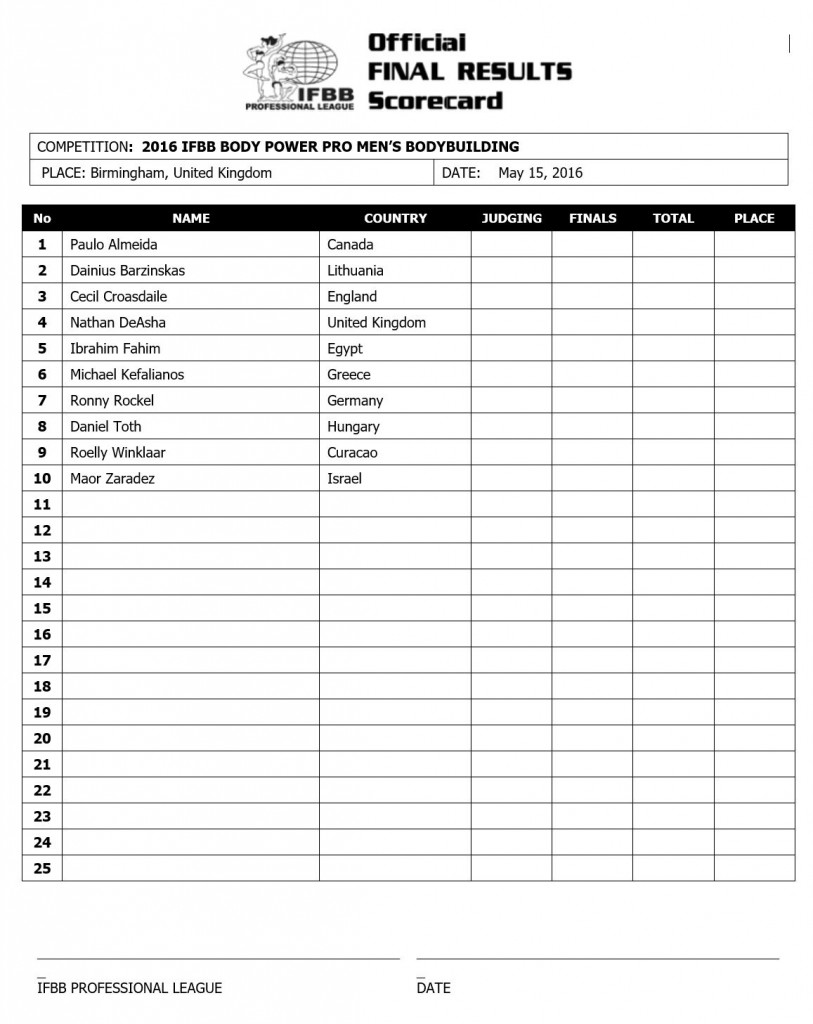 Official
FINAL RESULTS
Scorecard
IFBB
PROFESSIONAL LEAGUE
COMPETITION: 2016 IFBB BODY POWER PRO MEN’S BODYBUILDING
PLACE: Birmingham, United Kingdom DATE: May 15, 2016
No NAME COUNTRY JUDGING FINALS TOTAL PLACE
1 Paulo Almeida Canada
2 Dainius Barzinskas Lithuania
3 Cecil Croasdaile England
4 Nathan DeAsha United Kingdom
5 Ibrahim Fahim Egypt
6 Michael Kefalianos Greece
7 Ronny Rockel Germany
8 Daniel Toth Hungary
9 Roelly Winklaar Curacao
10 Maor Zaradez Israel
11
12
13
14
15
16
17
18
19
20
21
22
23
24
25
IFBB PROFESSIONAL LEAGUE DATE